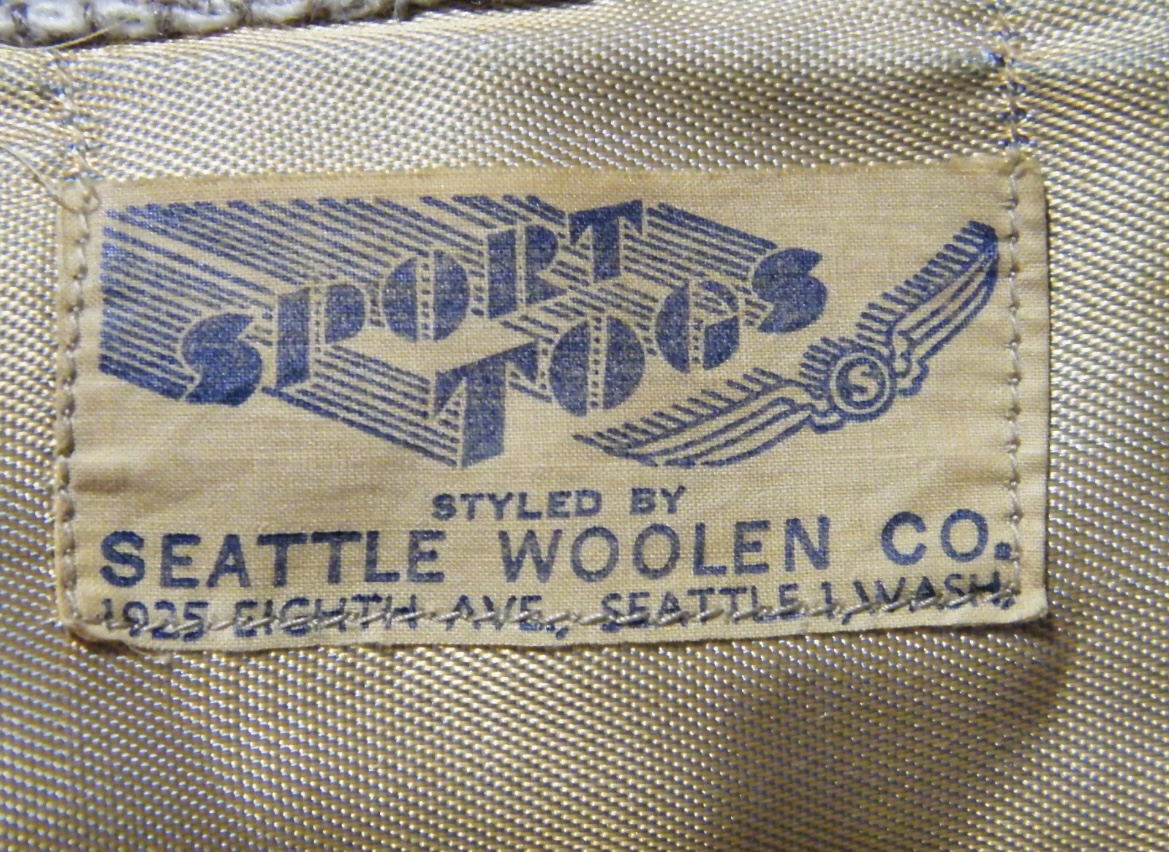 SPORT
TOGS
S
STYLED BY
SEATTLE WOOLEN CO.
1925 EIGHTH AVE., SEATTLE 1, WASH.